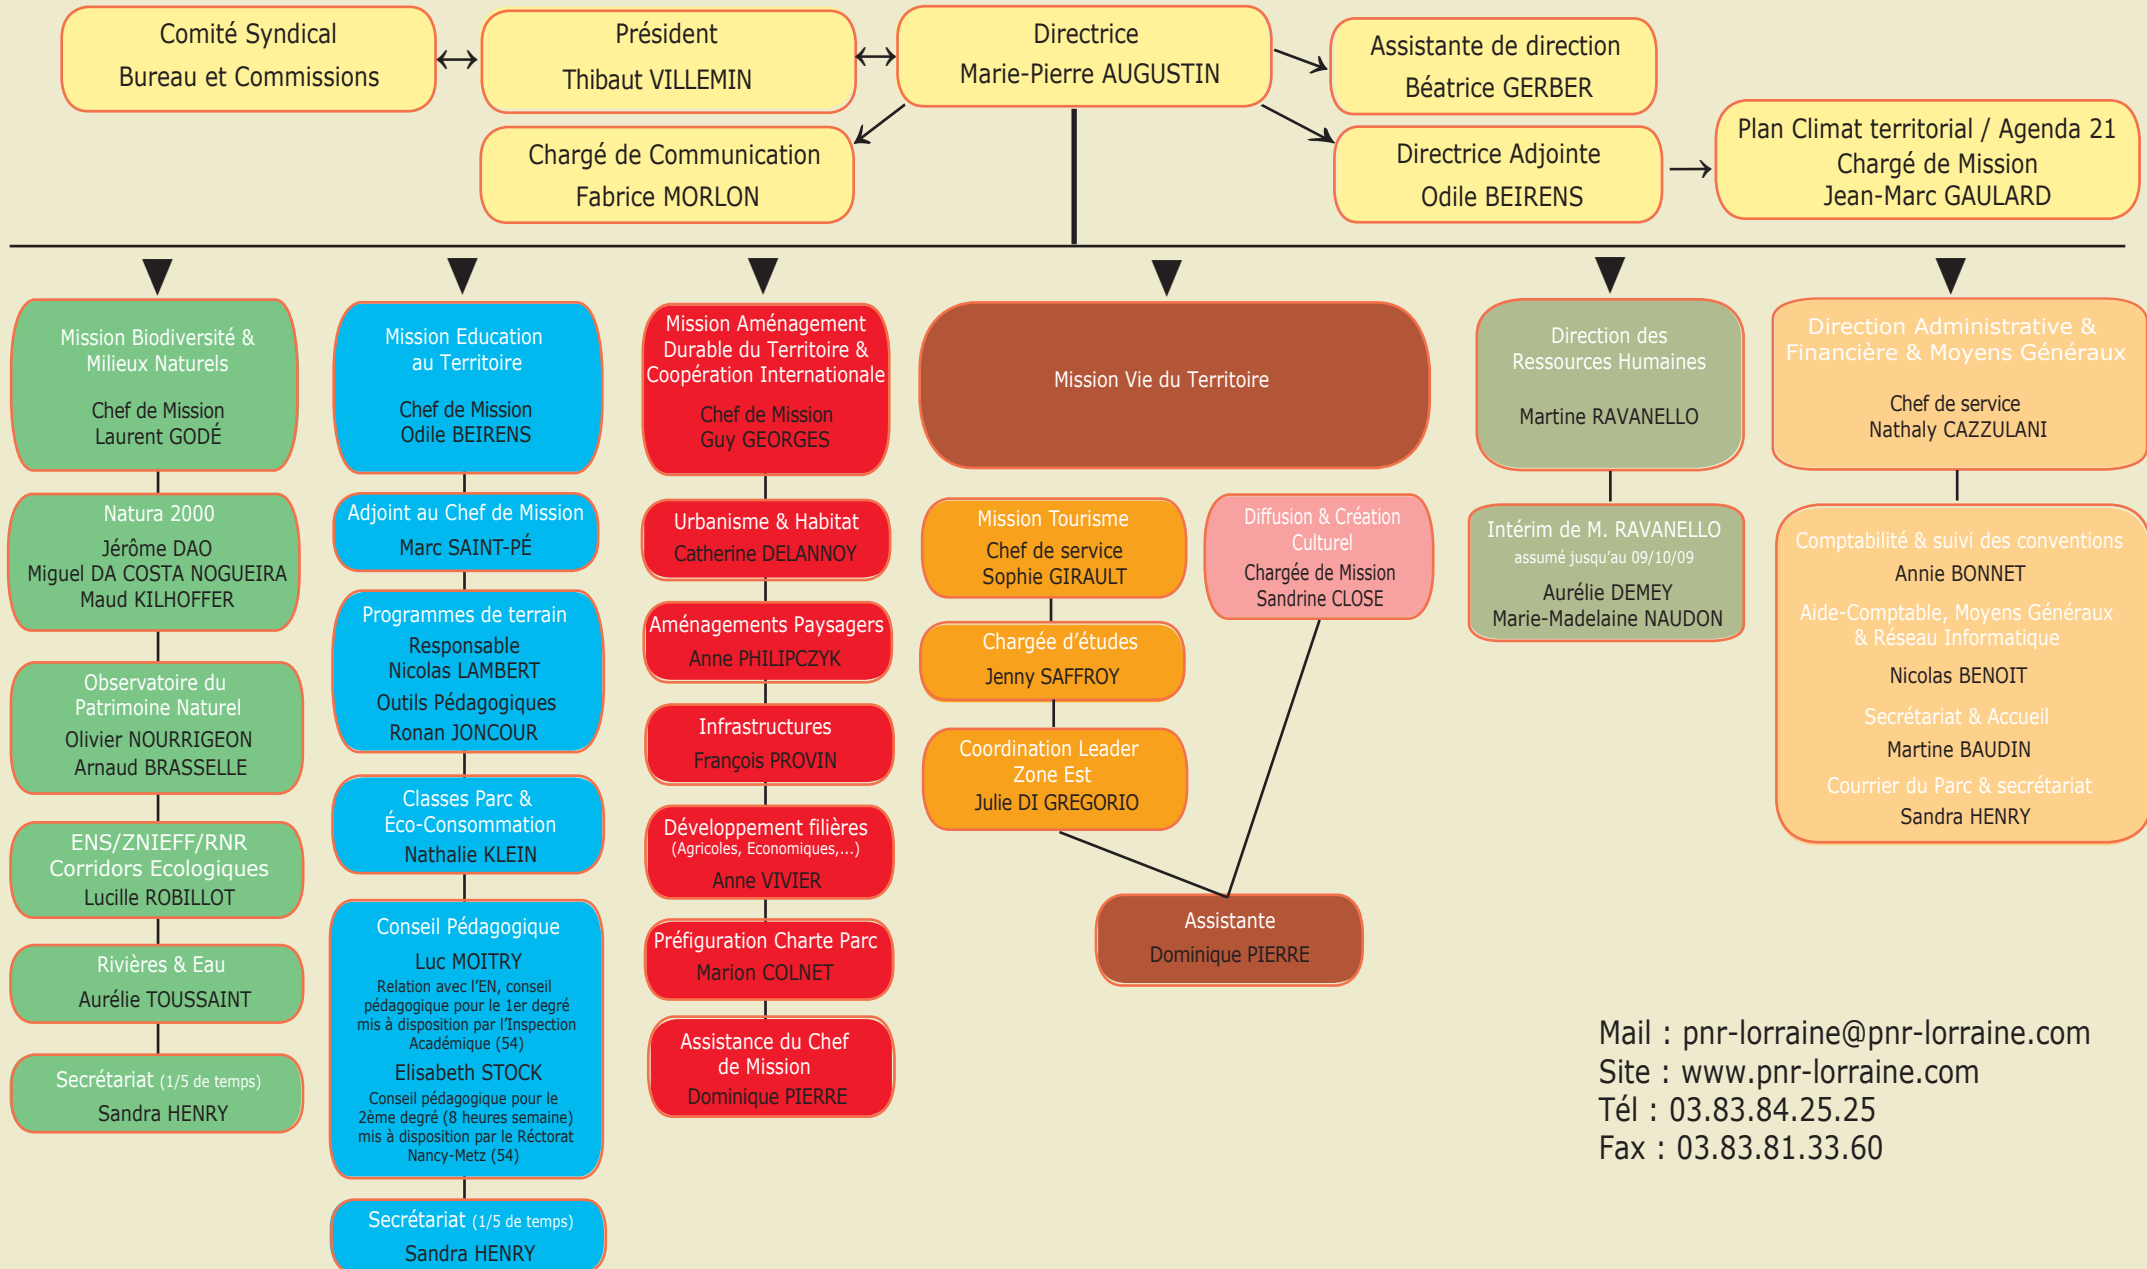 Comité Syndical
Bureau et Commissions
Président
Thibaut VILLEMIN
Directrice
Marie-Pierre AUGUSTIN
Assistante de direction
Béatrice GERBER
Chargé de Communication
Fabrice MORLON
Directrice Adjointe
Odile BEIRENS
Plan Climat territorial / Agenda 21
Chargé de Mission
Jean-Marc GAULARD
Mission Biodiversité &
Milieux Naturels
Chef de Mission
Laurent GODÉ
Natura 2000
Jérôme DAO
Miguel DA COSTA NOGUEIRA
Maud KILHOFFER
Observatoire du
Patrimoine Naturel
Olivier NOURRIGEON
Arnaud BRASSELLE
ENS/ZNIEFF/RNR
Corridors Ecologiques
Lucille ROBILLOT
Rivières & Eau
Aurélie TOUSSAINT
Secrétariat (1/5 de temps)
Sandra HENRY
Mission Education
au Territoire
Chef de Mission
Odile BEIRENS
Adjoint au Chef de Mission
Marc SAINT-PÉ
Programmes de terrain
Responsable
Nicolas LAMBERT
Outils Pédagogiques
Ronan JONCOUR
Classes Parc &
Éco-Consommation
Nathalie KLEIN
Conseil Pédagogique
Luc MOITRY
Relation avec l'EN, conseil
pédagogique pour le 1er degré
mis à disposition par l'Inspection
Académique (54)
Elisabeth STOCK
Conseil pédagogique pour le
2ème degré (8 heures semaine)
mis à disposition par le Réctorat
Nancy-Metz (54)
Secrétariat (1/5 de temps)
Sandra HENRY
Mission Aménagement
Durable du Territoire &
Coopération Internationale
Chef de Mission
Guy GEORGES
Urbanisme & Habitat
Catherine DELANNOY
Aménagements Paysagers
Anne PHILIPCZYK
Infrastructures
François PROVIN
Développement filières
(Agricoles, Economiques,...)
Anne VIVIER
Préfiguration Charte Parc
Marion COLNET
Assistance du Chef
de Mission
Dominique PIERRE
Mission Vie du Territoire
Mission Tourisme
Chef de service
Sophie GIRAULT
Chargée d'études
Jenny SAFFROY
Coordination Leader
Zone Est
Julie DI GREGORIO
Diffusion & Création
Culturel
Chargée de Mission
Sandrine CLOSE
Assistante
Dominique PIERRE
Direction des
Ressources Humaines
Martine RAVANELLO
Intérim de M. RAVANELLO
assumé jusqu'au 09/10/09
Aurélie DEMEY
Marie-Madelaine NAUDON
Direction Administrative &
Financière & Moyens Généraux
Chef de service
Nathaly CAZZULANI
Comptabilité & suivi des conventions
Annie BONNET
Aide-Comptable, Moyens Généraux
& Réseau Informatique
Nicolas BENOIT
Secrétariat & Accueil
Martine BAUDIN
Courrier du Parc & secrétariat
Sandra HENRY
Mail : pnr-lorraine@pnr-lorraine.com
Site : www.pnr-lorraine.com
Tél : 03.83.84.25.25
Fax : 03.83.81.33.60